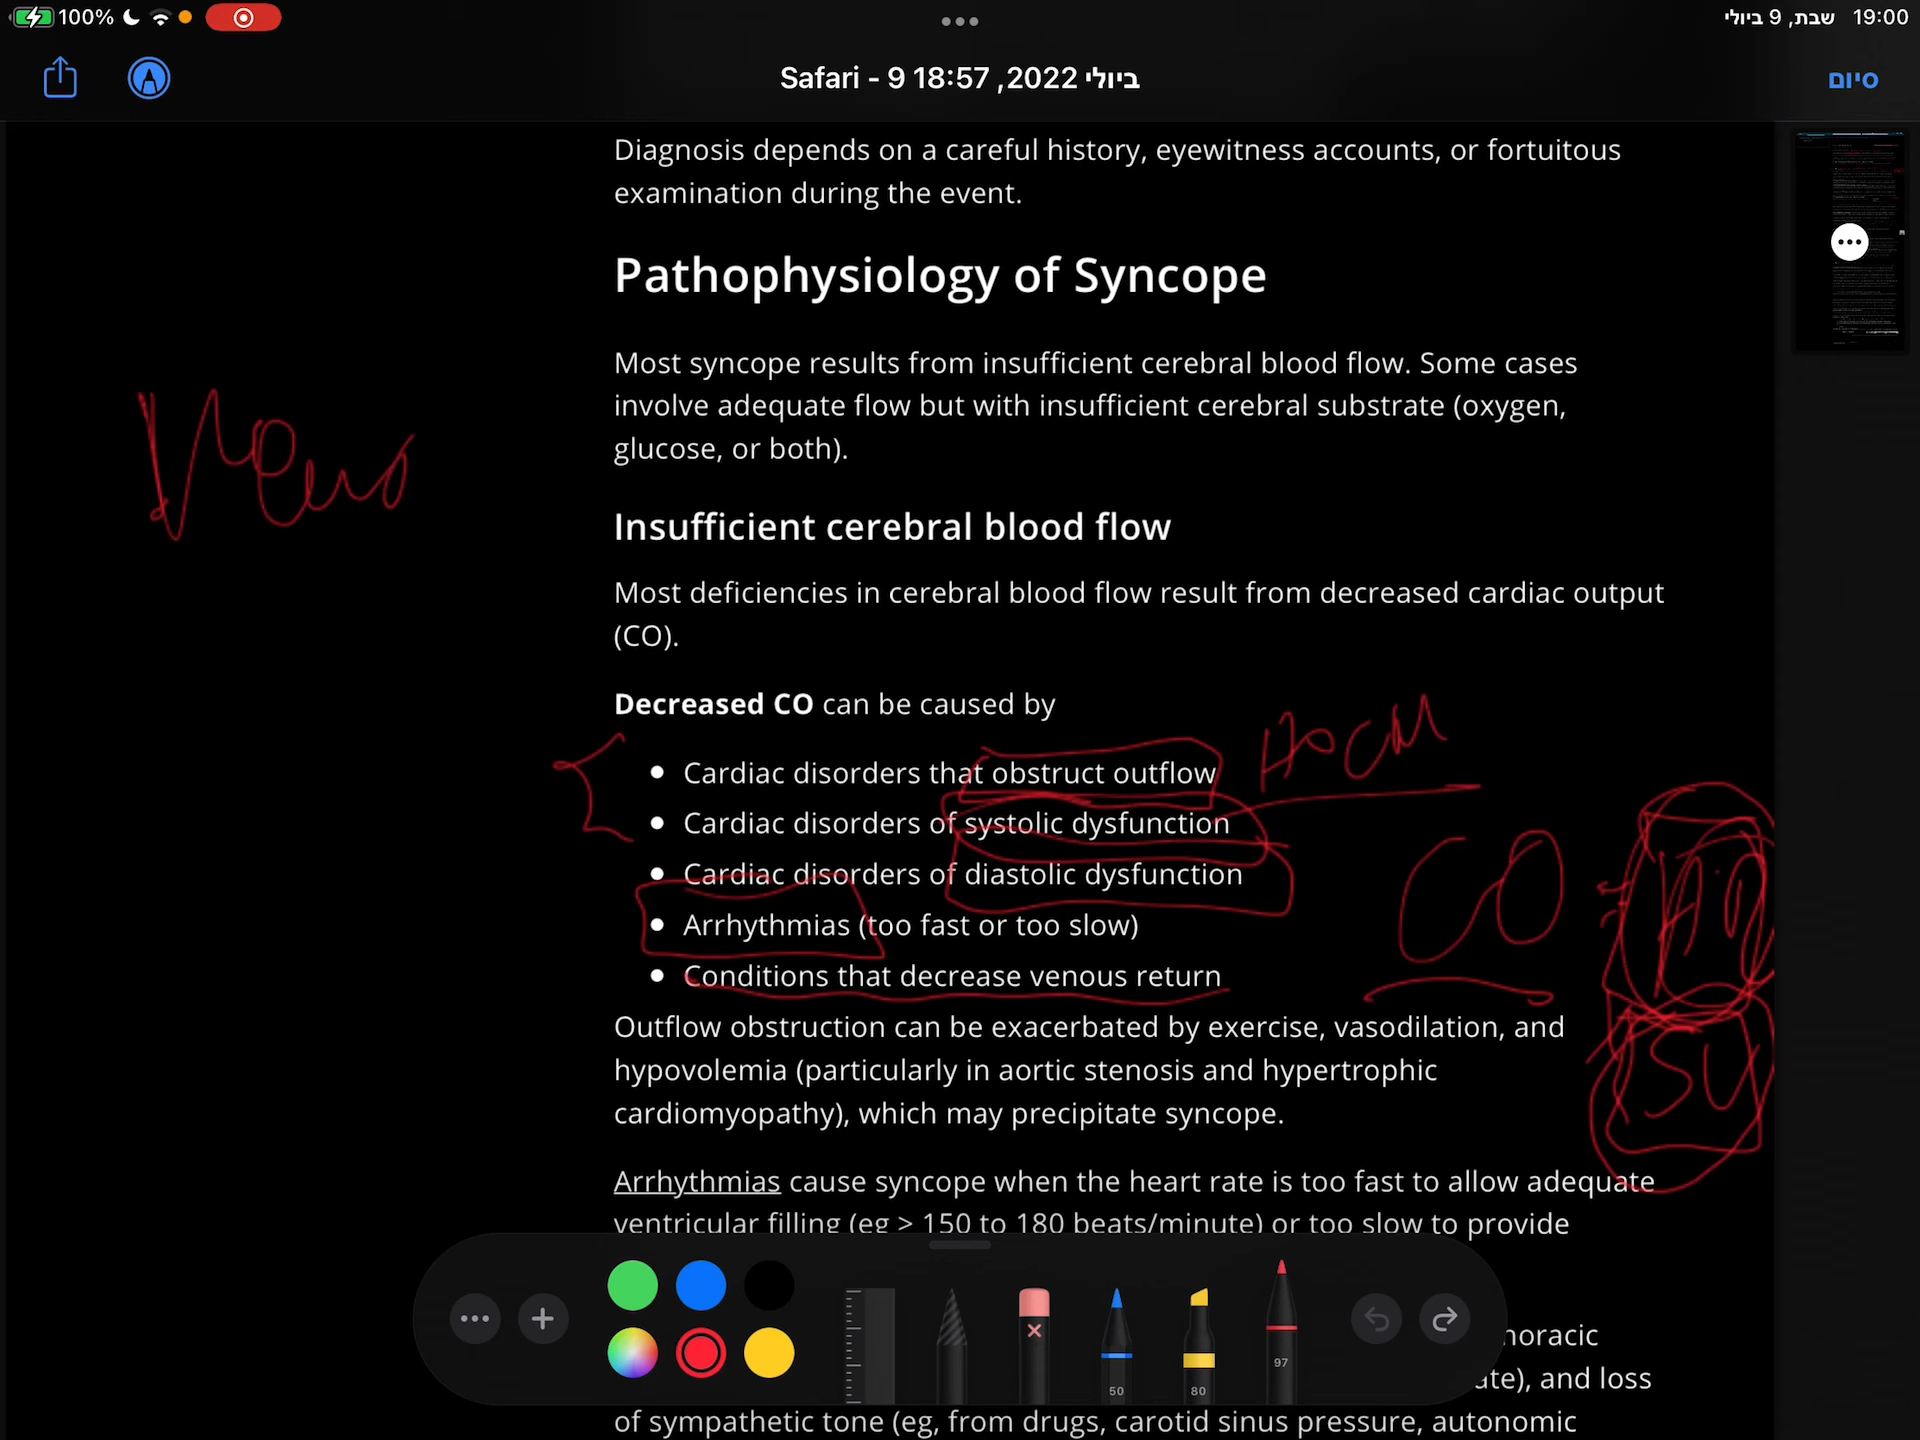 100%
שבת, 9 ביולי 19:00
Safari - 9 ביולי 2022, 18:57
סיום
Diagnosis depends on a careful history, eyewitness accounts, or fortuitous
examination during the event.
Pathophysiology of Syncope
Most syncope results from insufficient cerebral blood flow. Some cases
involve adequate flow but with insufficient cerebral substrate (oxygen,
glucose, or both).
Insufficient cerebral blood flow
Most deficiencies in cerebral blood flow result from decreased cardiac output
(CO).
Decreased CO can be caused by
HOCM
• Cardiac disorders that obstruct outflow
• Cardiac disorders of systolic dysfunction
• Cardiac disorders of diastolic dysfunction
CO
• Arrhythmias (too fast or too slow)
• Conditions that decrease venous return
Outflow obstruction can be exacerbated by exercise, vasodilation, and
hypovolemia (particularly in aortic stenosis and hypertrophic
cardiomyopathy), which may precipitate syncope.
SV
Arrhythmias cause syncope when the heart rate is too fast to allow adequate
ventricular filling (eg > 150 to 180 beats/minute) or too slow to provide
50
80
97
and loss
of sympathetic tone (eg, from drugs, carotid sinus pressure, autonomic